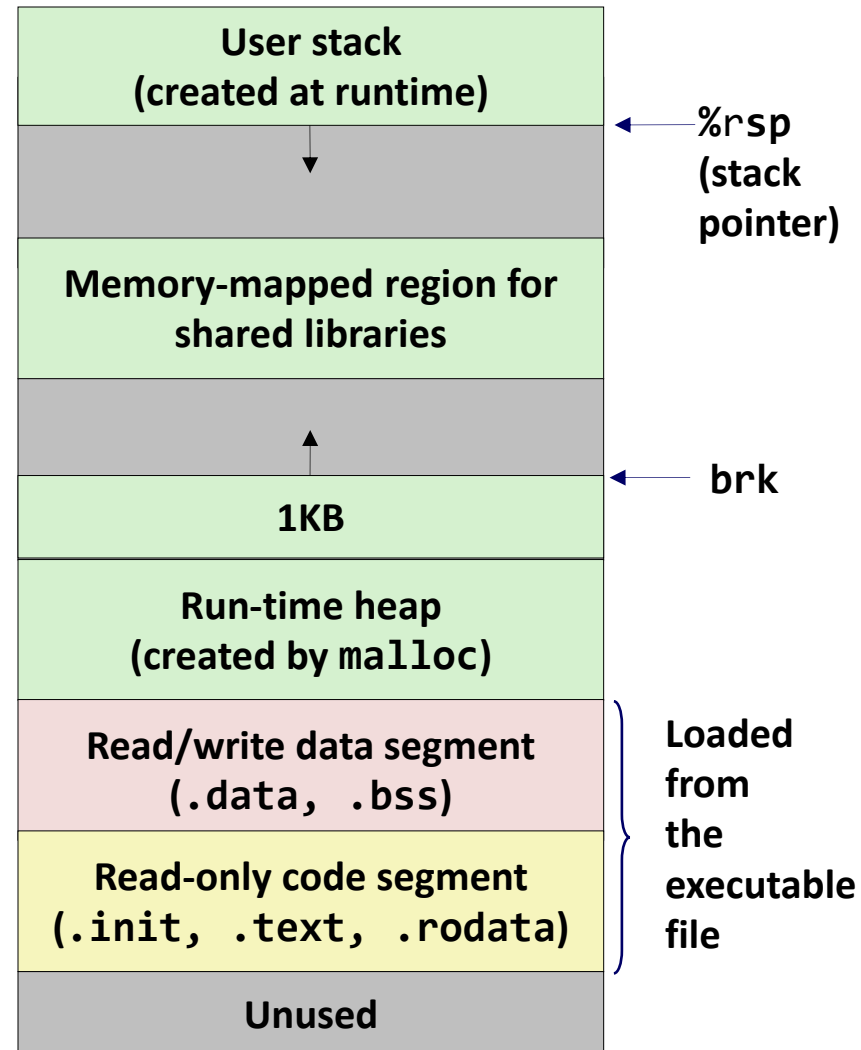 User stack
(created at runtime)
%rsp
(stack
pointer)
Memory-mapped region for
shared libraries
brk
1KB
Run-time heap
(created by malloc)
Read/write data segment
(.data, .bss)
Loaded
from
the
executable
file
Read-only code segment
(.init, .text, .rodata)
Unused